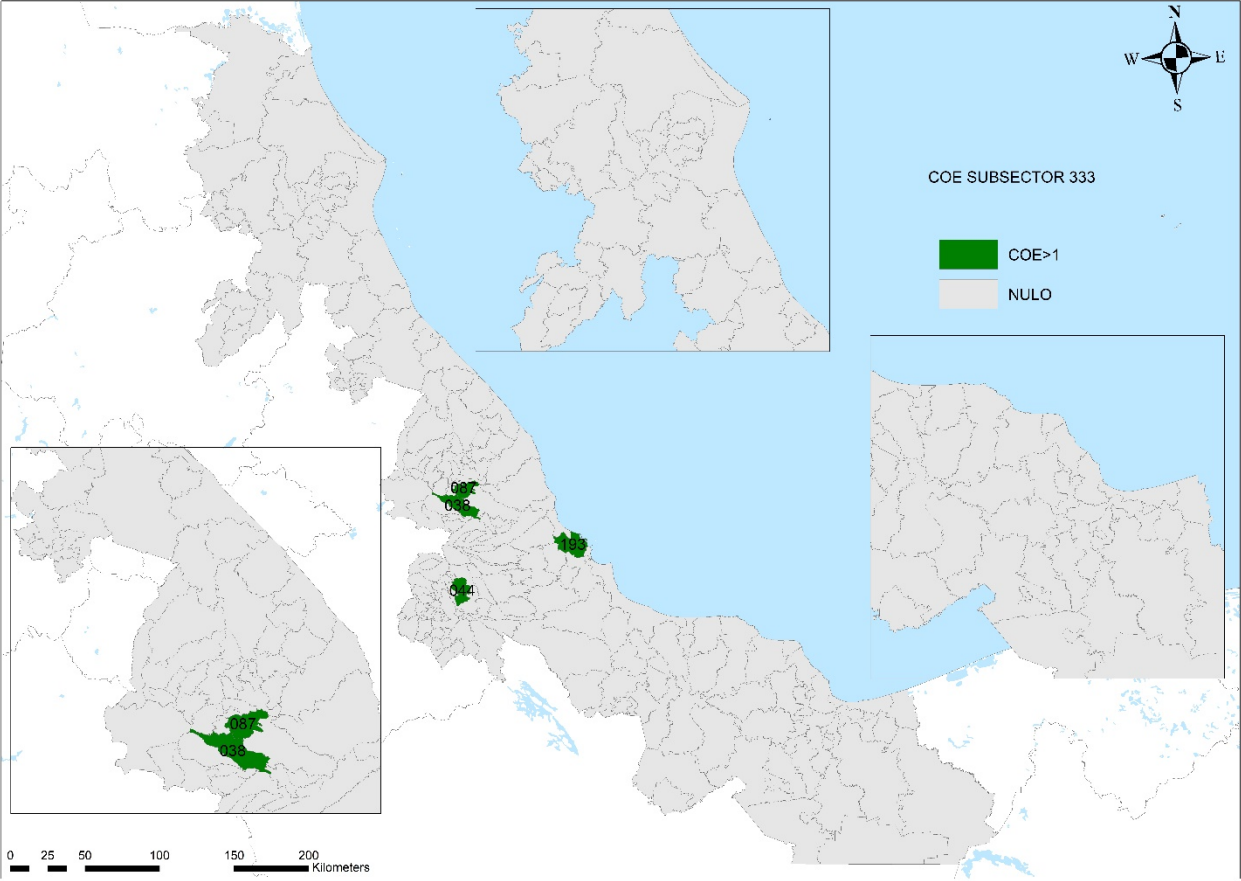 N
W E
S
COE SUBSECTOR 333
COE>1
NULO
087
038
193
044
087
038
0 25 50 100 150 200
Kilometers